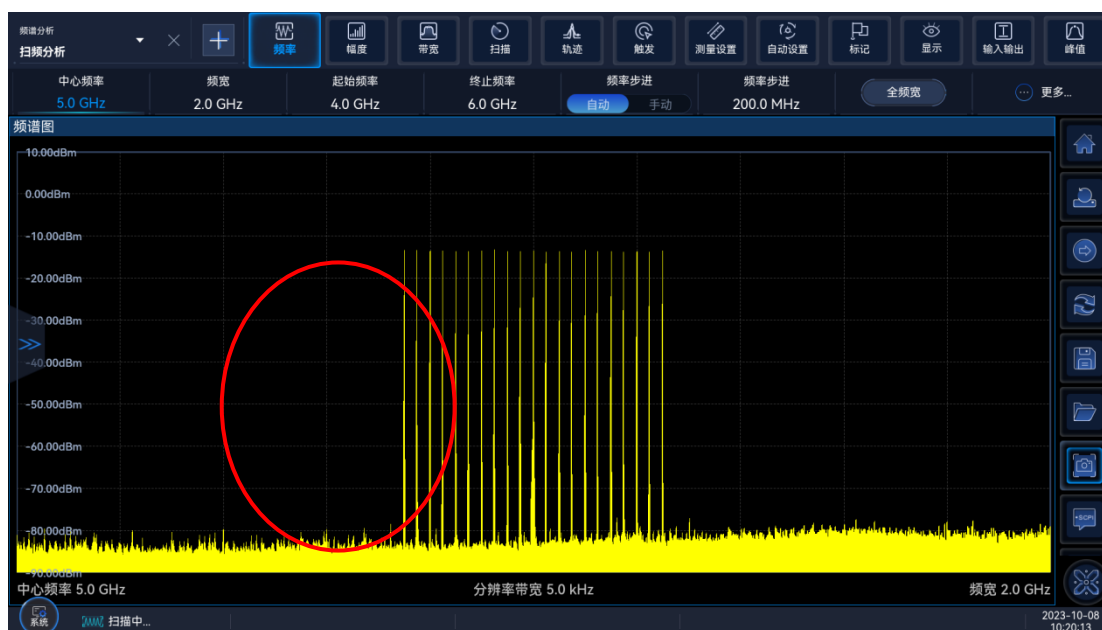 频谱分析
扫频分析
频率
幅度
带宽
扫描
轨迹
触发
测量设置
自动设置
标记
显示
输入输出
峰值
中心频率
5.0 GHz
频宽
2.0 GHz
起始频率
4.0 GHz
终止频率
6.0 GHz
频率步进
自动 手动
频率步进
200.0 MHz
全频宽
更多...
频谱图
10.00dBm
0.00dBm
-10.00dBm
-20.00dBm
-30.00dBm
-40.00dBm
-50.00dBm
-60.00dBm
-70.00dBm
-80.00dBm
-90.00dBm
中心频率 5.0 GHz 分辨率带宽 5.0 kHz 频宽 2.0 GHz
+SCPI
系统
扫描中...
2023-10-08
10:20:13